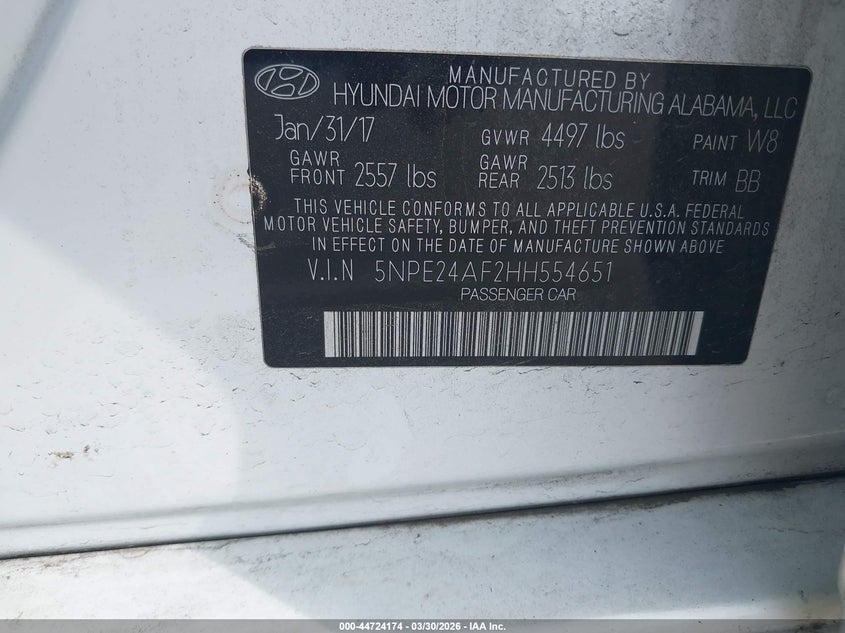 MANUFACTURED BY
HYUNDAI MOTOR MANUFACTURING ALABAMA, LLC
Jan/31/17 GVWR 4497 lbs PAINT W8
GAWR FRONT 2557 lbs GAWR REAR 2513 lbs TRIM BB
THIS VEHICLE CONFORMS TO ALL APPLICABLE U.S.A. FEDERAL
MOTOR VEHICLE SAFETY, BUMPER, AND THEFT PREVENTION STANDARDS
IN EFFECT ON THE DATE OF MANUFACTURE SHOWN ABOVE
V.I.N 5NPE24AF2HH554651
PASSENGER CAR
000-44724174 — 03/30/2026 — IAA Inc.